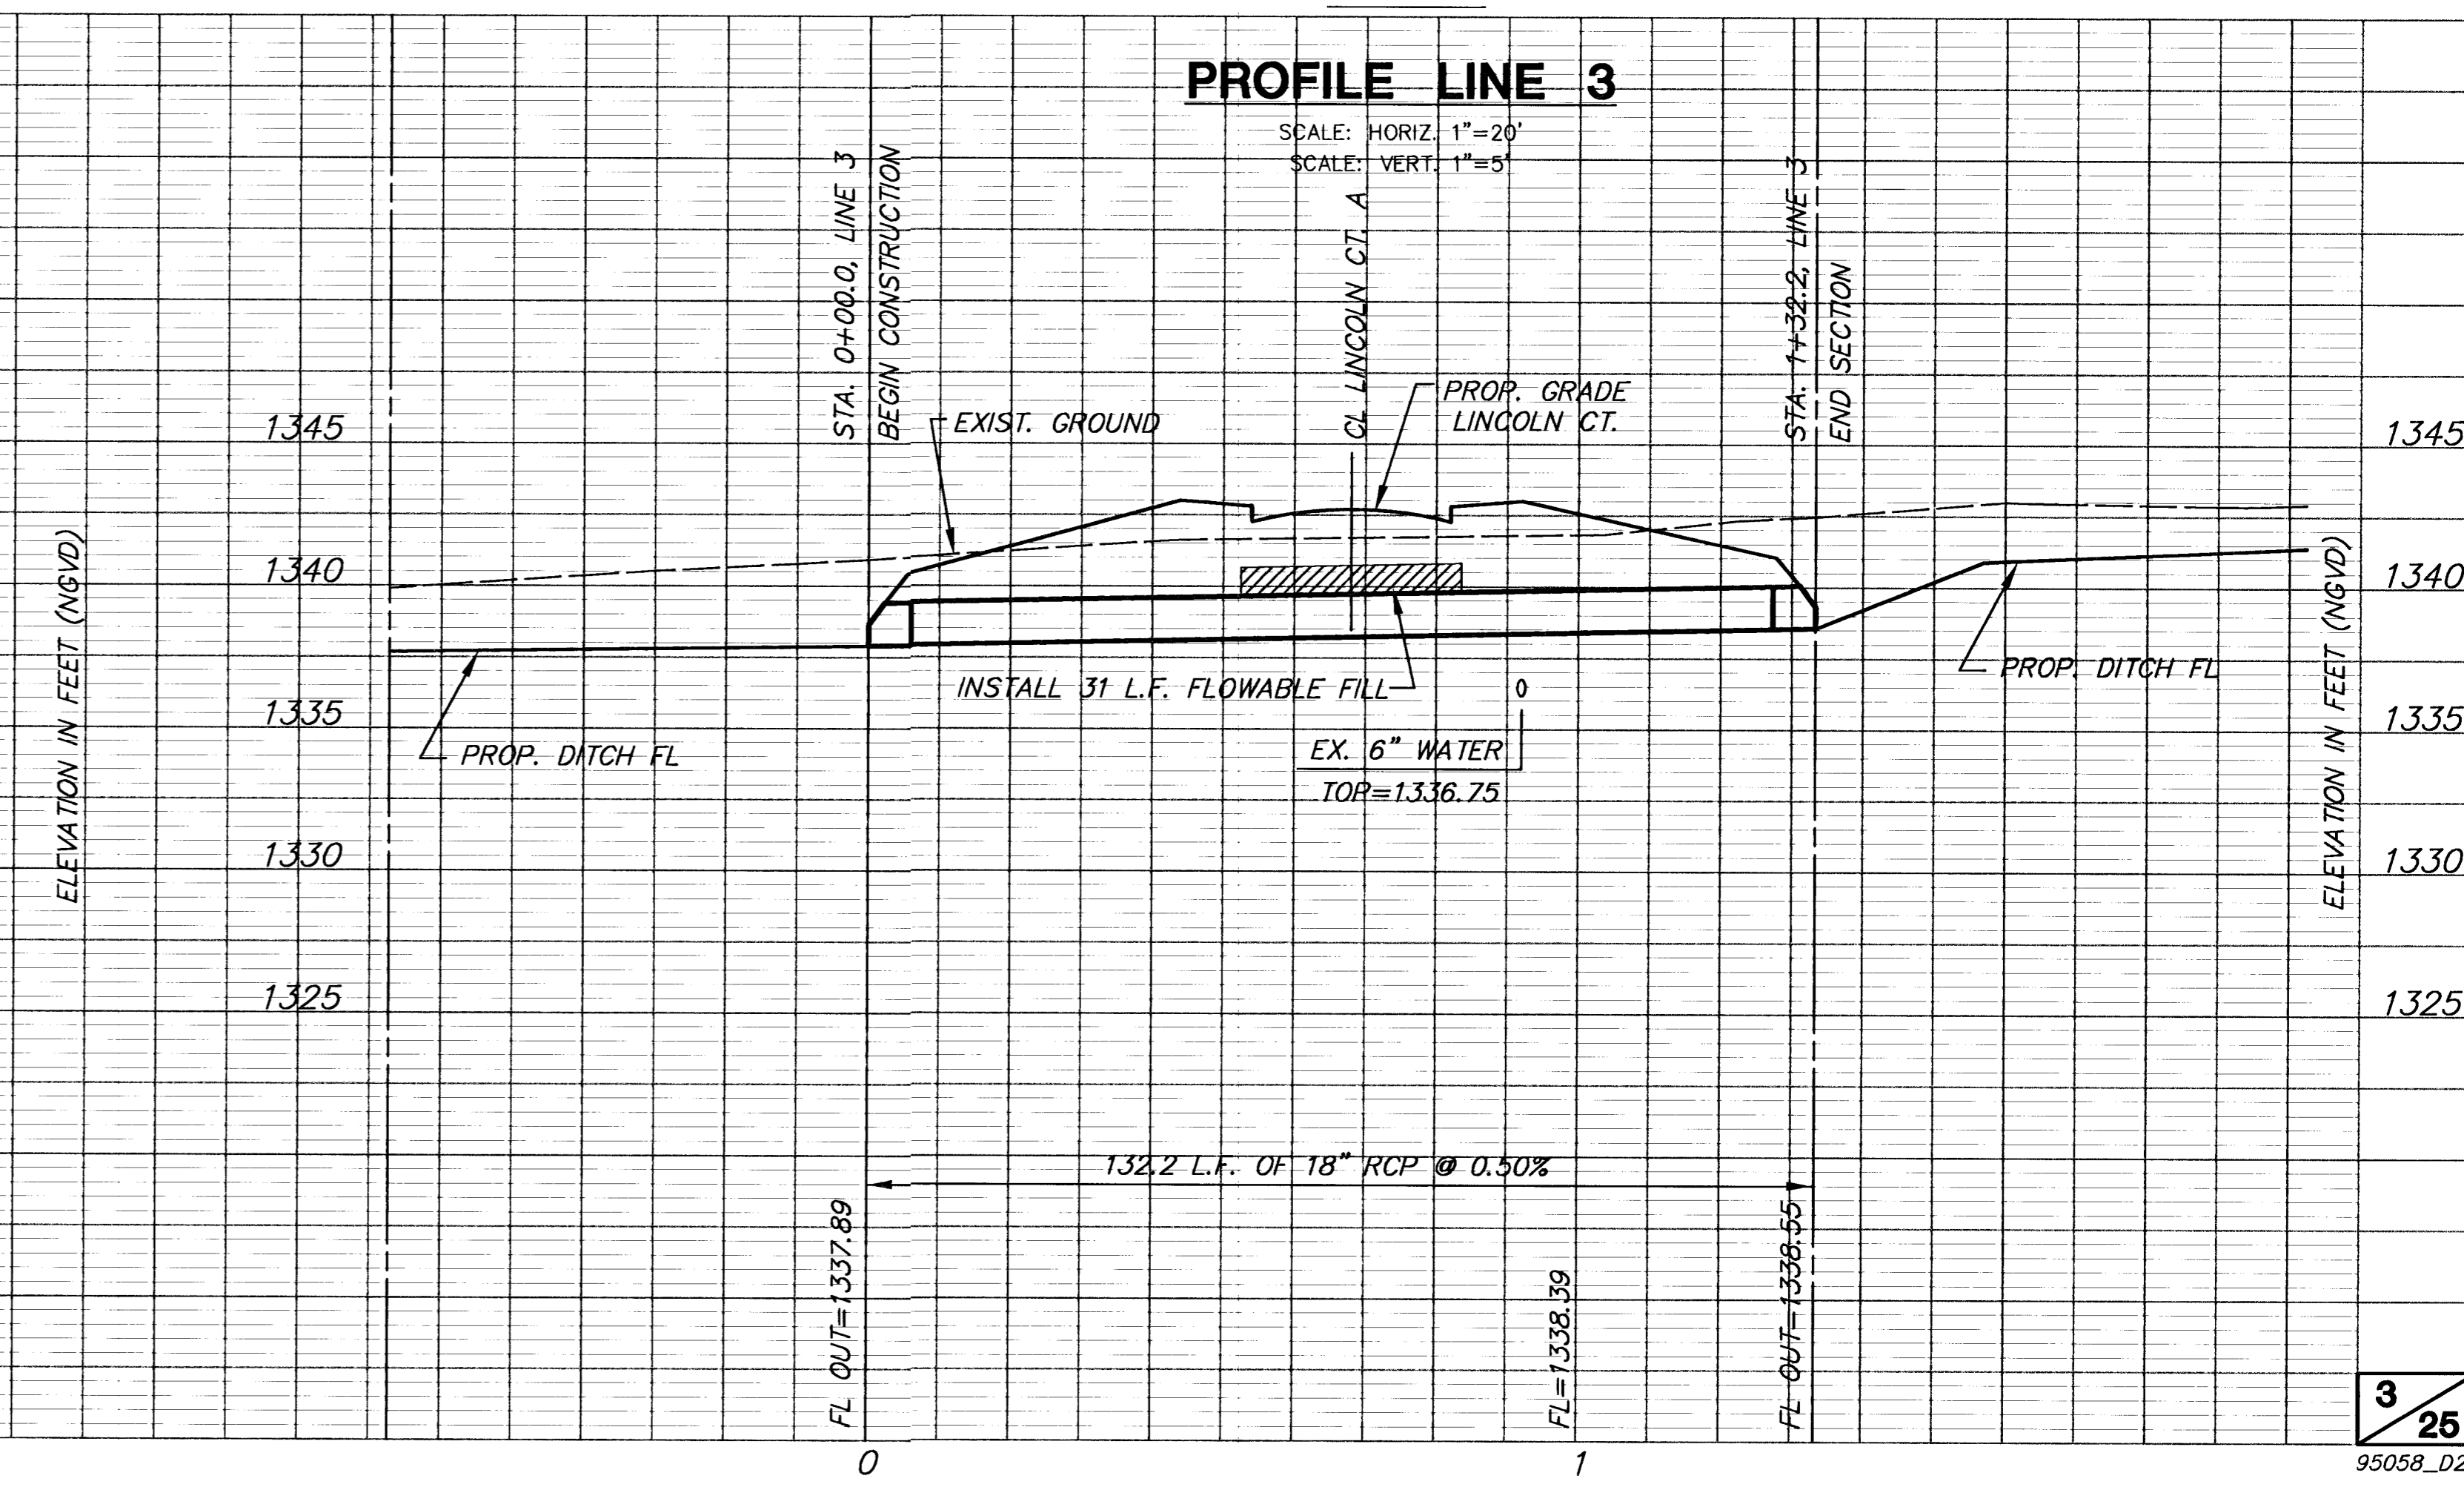 PROFILE LINE 3
SCALE: HORIZ. 1"=20'
SCALE: VERT. 1"=5'
STA. 0+00.0, LINE 3
BEGIN CONSTRUCTION
CL LINCOLN CT. A
STA. 1+32.2, LINE 3
END SECTION
EXIST. GROUND
PROP. GRADE
LINCOLN CT.
1345
1345
1340
1340
1335
1335
1330
1330
1325
1325
ELEVATION IN FEET (NGVD)
ELEVATION IN FEET (NGVD)
INSTALL 31 L.F. FLOWABLE FILL
PROP. DITCH FL
PROP. DITCH FL
EX. 6" WATER
TOP=1336.75
132.2 L.F. OF 18" RCP @ 0.50%
FL OUT=1337.89
FL=1338.39
FL OUT=1338.55
0
1
3
25
95058_D2